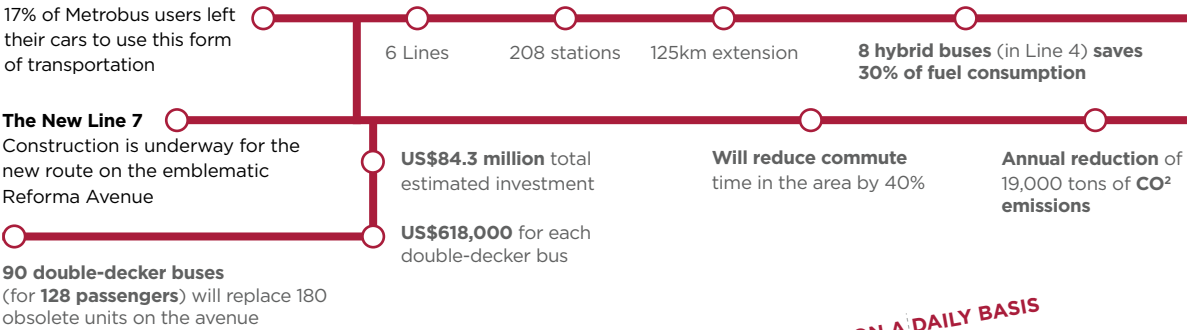 17% of Metrobus users left
their cars to use this form
of transportation
6 Lines
208 stations
125km extension
8 hybrid buses (in Line 4) saves
30% of fuel consumption
The New Line 7
Construction is underway for the
new route on the emblematic
Reforma Avenue
US$84.3 million total
estimated investment
Will reduce commute
time in the area by 40%
Annual reduction of
19,000 tons of CO²
emissions
US$618,000 for each
double-decker bus
90 double-decker buses
(for 128 passengers) will replace 180
obsolete units on the avenue
ON A DAILY BASIS